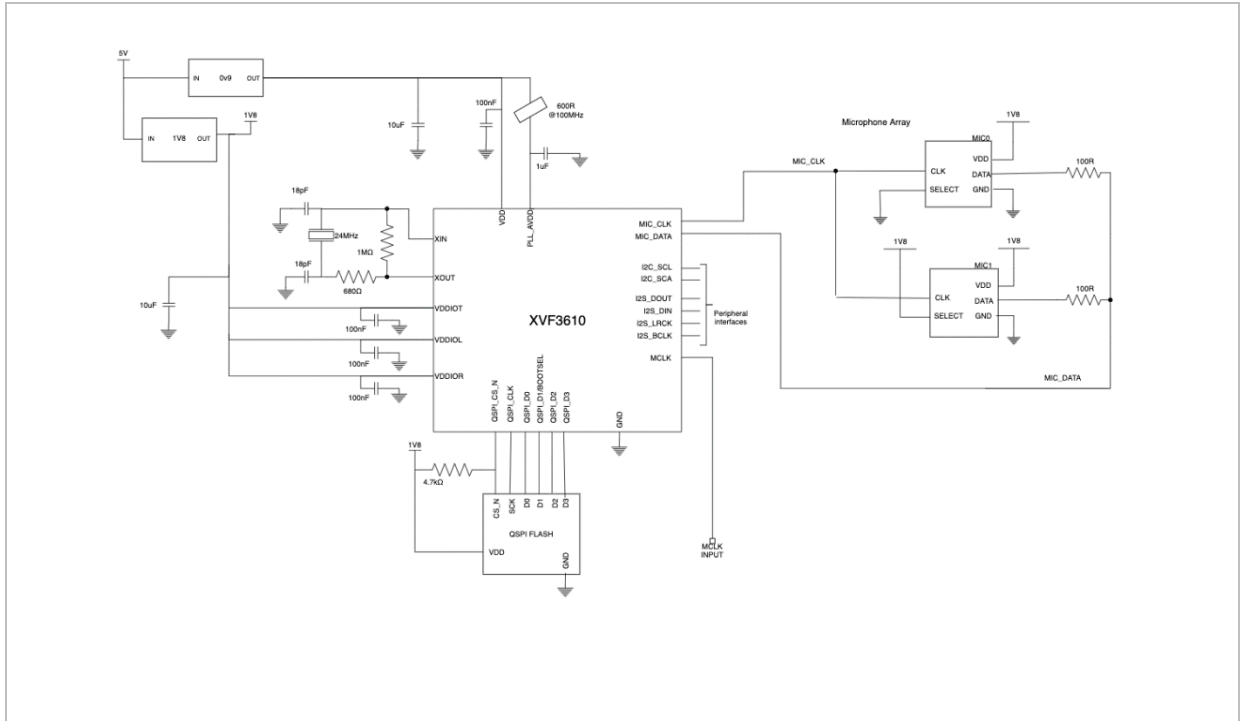 5V
IN 0v9 OUT
1V8
IN 1V8 OUT
10uF
100nF
600R
@100MHz
1uF
Microphone Array
1V8
MIC0
VDD
CLK
DATA
SELECT
GND
100R
MIC_CLK
18pF
24MHz
1MΩ
18pF
680Ω
10uF
100nF
100nF
100nF
VDD
PLL_AVDD
XIN
XOUT
VDDIOT
VDDIOL
VDDIOR
XVF3610
MIC_CLK
MIC_DATA
I2C_SCL
I2C_SCA
I2S_DOUT
I2S_DIN
I2S_LRCK
I2S_BCLK
MCLK
Peripheral
interfaces
QSPI_CS_N
QSPI_CLK
QSPI_D0
QSPI_D1/BOOTSEL
QSPI_D2
QSPI_D3
GND
1V8
1V8
MIC1
VDD
CLK
DATA
SELECT
GND
100R
MIC_DATA
1V8
4.7kΩ
CS_N
SCK
D0
D1
D2
D3
QSPI FLASH
VDD
GND
MCLK
INPUT